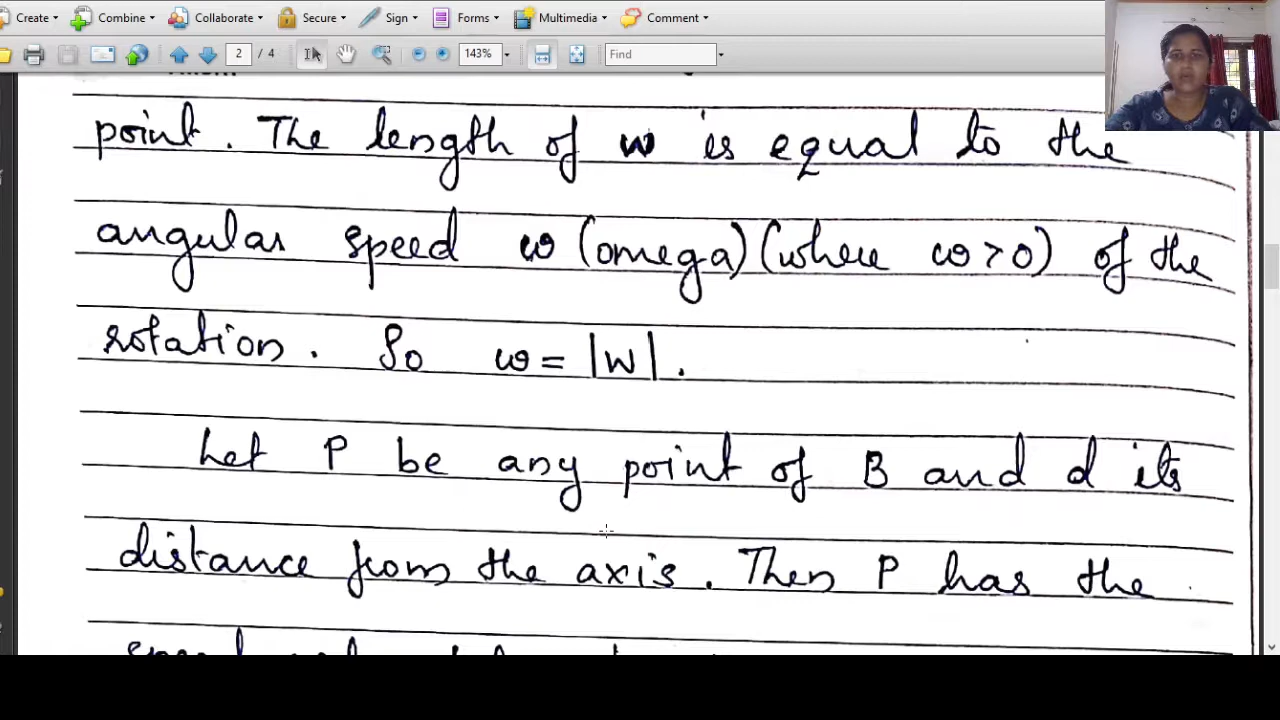 Create Combine Collaborate Secure Sign Forms Multimedia Comment
2 / 4 143% Find
point. The length of w is equal to the
angular speed ω (omega) (where ω > 0) of the
rotation. So ω = |w|.
Let P be any point of B and d its
distance from the axis. Then P has the